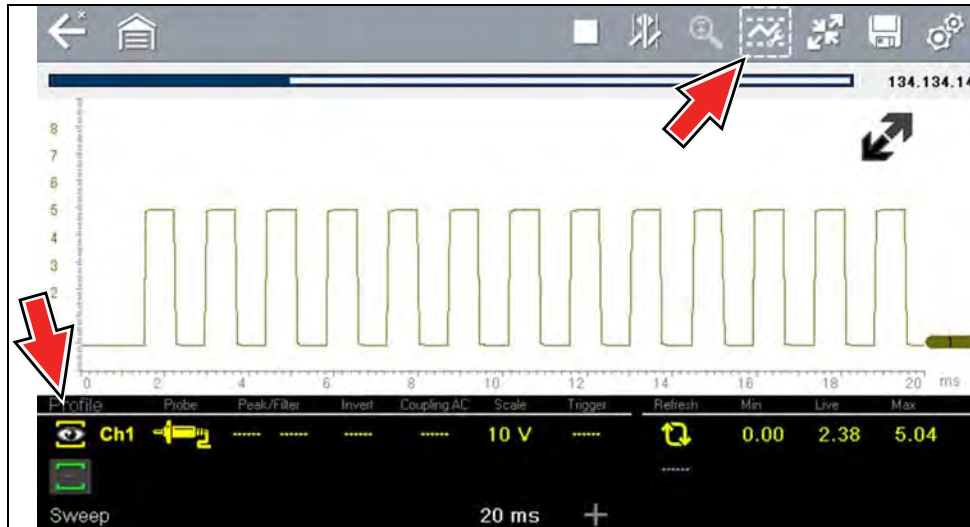 134.134.14
8
7
6
5
4
3
2
1
0 2 4 6 8 10 12 14 16 18 20 ms
Profile Probe Peak/Filter Invert Coupling AC Scale Trigger Refresh Min Live Max
Ch1 ------ ------ ------ ------ 10 V ------ 0.00 2.38 5.04
------
Sweep 20 ms +